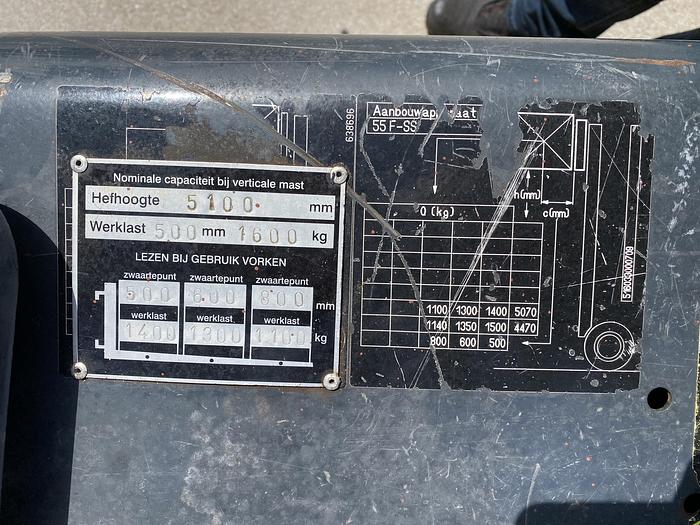 Nominale capaciteit bij verticale mast
Hefhoogte 5100 mm
Werklast 500 mm 1600 kg
LEZEN BIJ GEBRUIK VORKEN
zwaartepunt zwaartepunt zwaartepunt
500 600 800 mm
werklast werklast werklast
1400 1300 1100 kg
638696
Aanbouwap aat
55 F-SS
h(mm)
c(mm)
Q (kg)
1100 1300 1400 5070
1140 1350 1500 4470
800 600 500